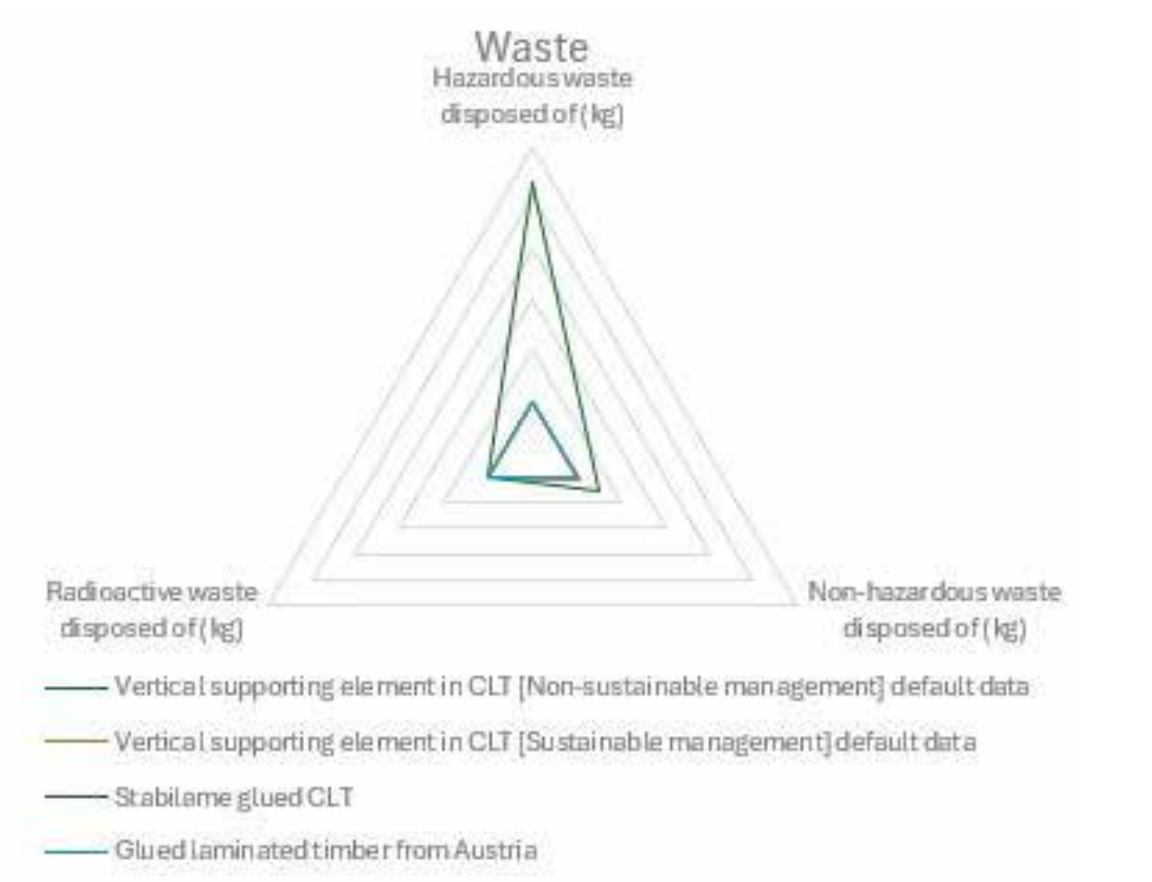 Waste
Hazardous waste
disposed of (kg)
Radioactive waste
disposed of (kg)
Non-hazardous waste
disposed of (kg)
Vertical supporting element in CLT [Non-sustainable management] default data
Vertical supporting element in CLT [Sustainable management] default data
Stabilame glued CLT
Glued laminated timber from Austria